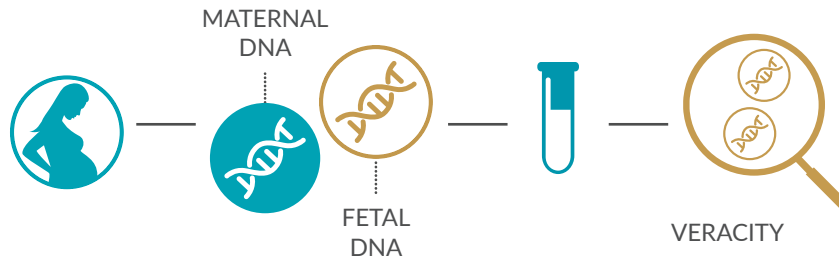 MATERNAL
DNA
FETAL
DNA
VERACITY